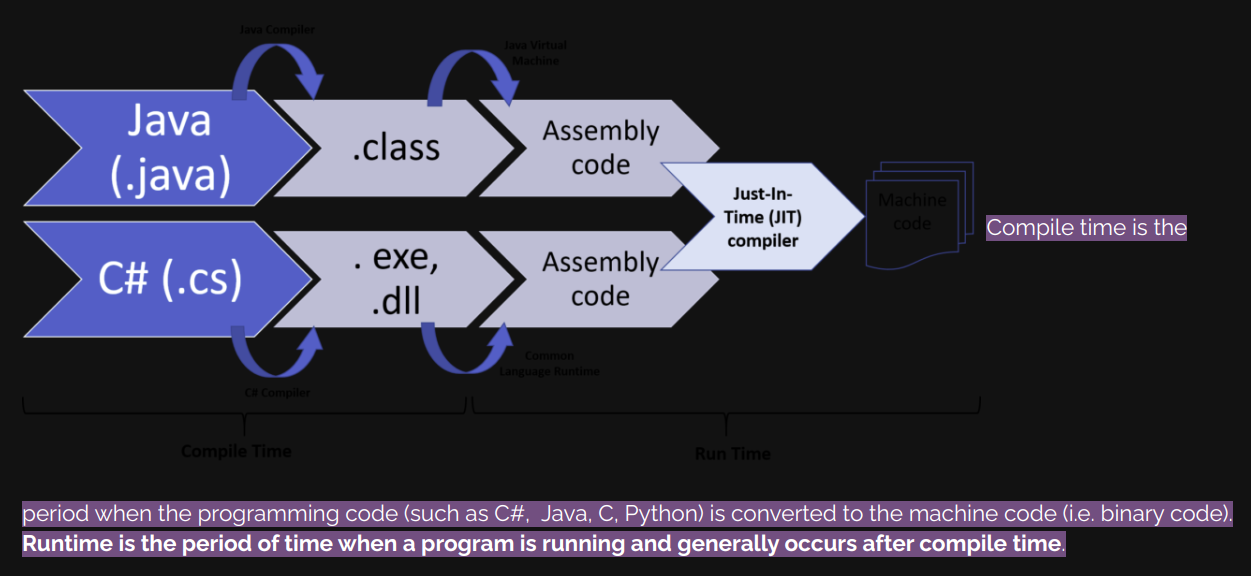 Java Compiler
Java Virtual
Machine
Java
(.java)
.class
Assembly
code
Just-In-
Time (JIT)
compiler
Machine
code
Compile time is the
C# (.cs)
. exe,
.dll
Assembly
code
Common
Language Runtime
C# Compiler
Compile Time
Run Time
period when the programming code (such as C#, Java, C, Python) is converted to the machine code (i.e. binary code).
Runtime is the period of time when a program is running and generally occurs after compile time.